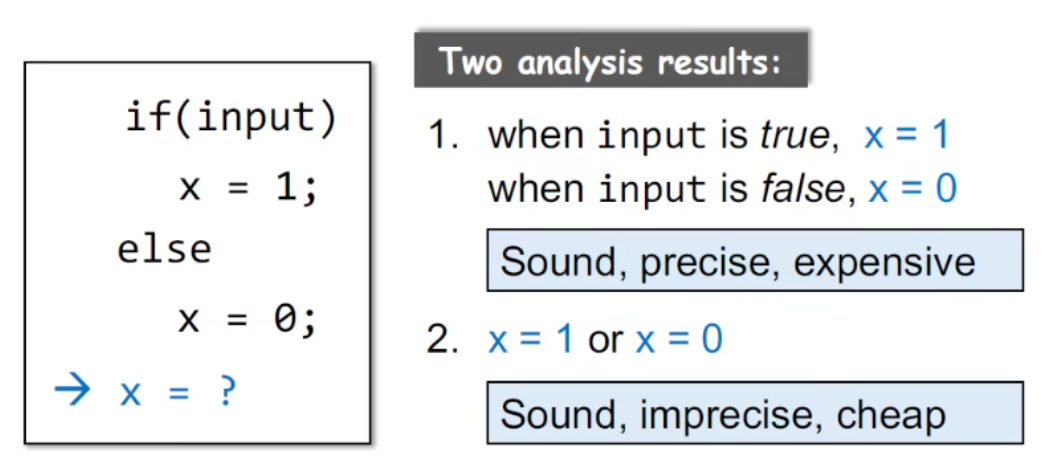 if(input)
x = 1;
else
x = 0;
→ x = ?
Two analysis results:
1. when input is true, x = 1
when input is false, x = 0
Sound, precise, expensive
2. x = 1 or x = 0
Sound, imprecise, cheap